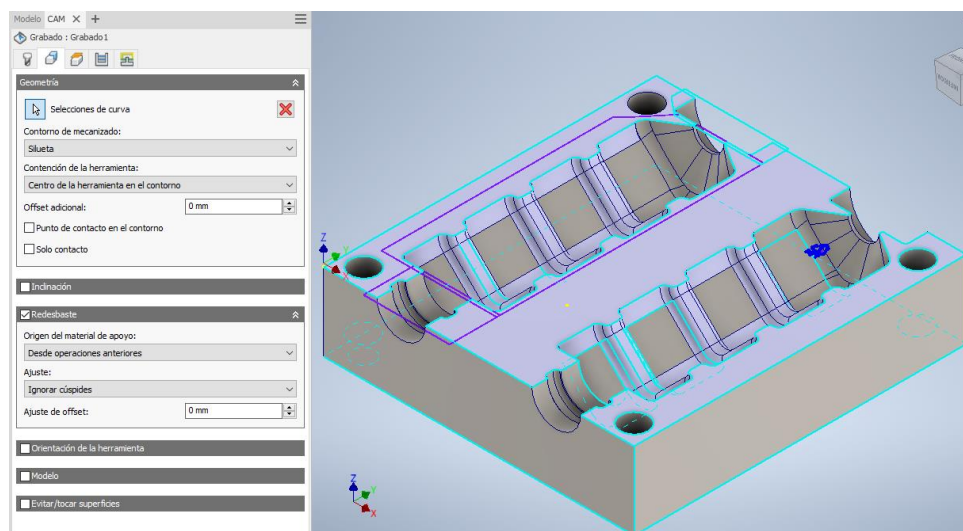 Modelo CAM × +
Grabado : Grabado1
Geometría
Selecciones de curva
Contorno de mecanizado:
Silueta
Contención de la herramienta:
Centro de la herramienta en el contorno
Offset adicional: 0 mm
Punto de contacto en el contorno
Solo contacto
Inclinación
Redesbaste
Origen del material de apoyo:
Desde operaciones anteriores
Ajuste:
Ignorar cúspides
Ajuste de offset: 0 mm
Orientación de la herramienta
Modelo
Evitar/tocar superficies
Z
Y
X
Z
Y
X